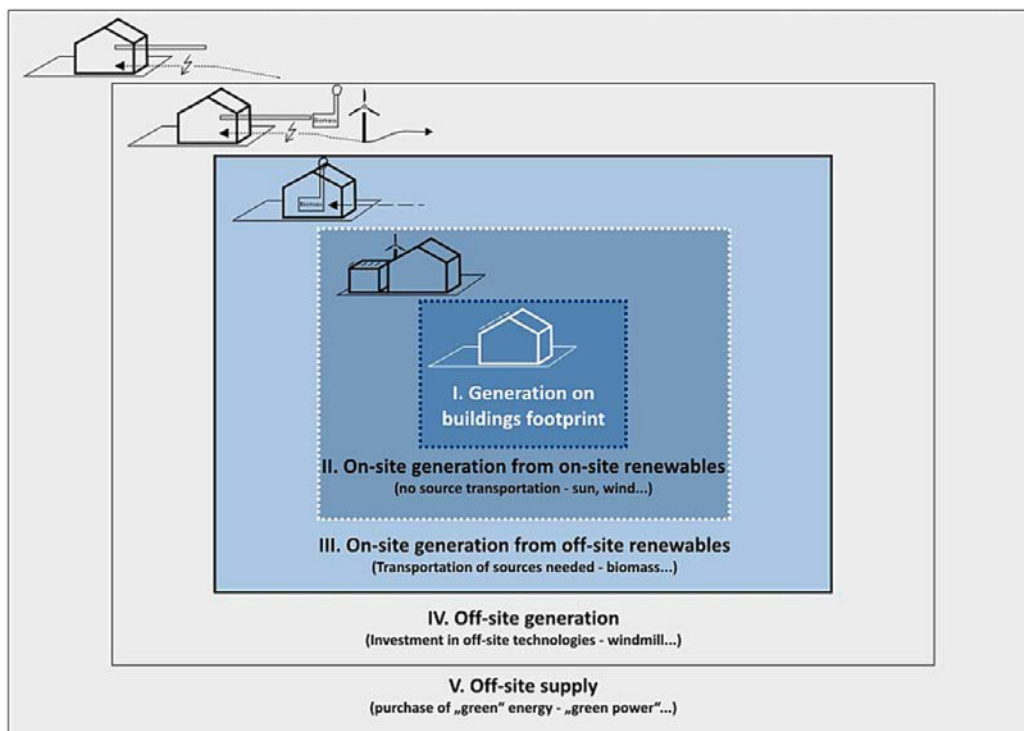 Biomass
Biomass
I. Generation on
buildings footprint
II. On-site generation from on-site renewables
(no source transportation - sun, wind...)
III. On-site generation from off-site renewables
(Transportation of sources needed - biomass...)
IV. Off-site generation
(Investment in off-site technologies - windmill...)
V. Off-site supply
(purchase of „green“ energy - „green power“...)